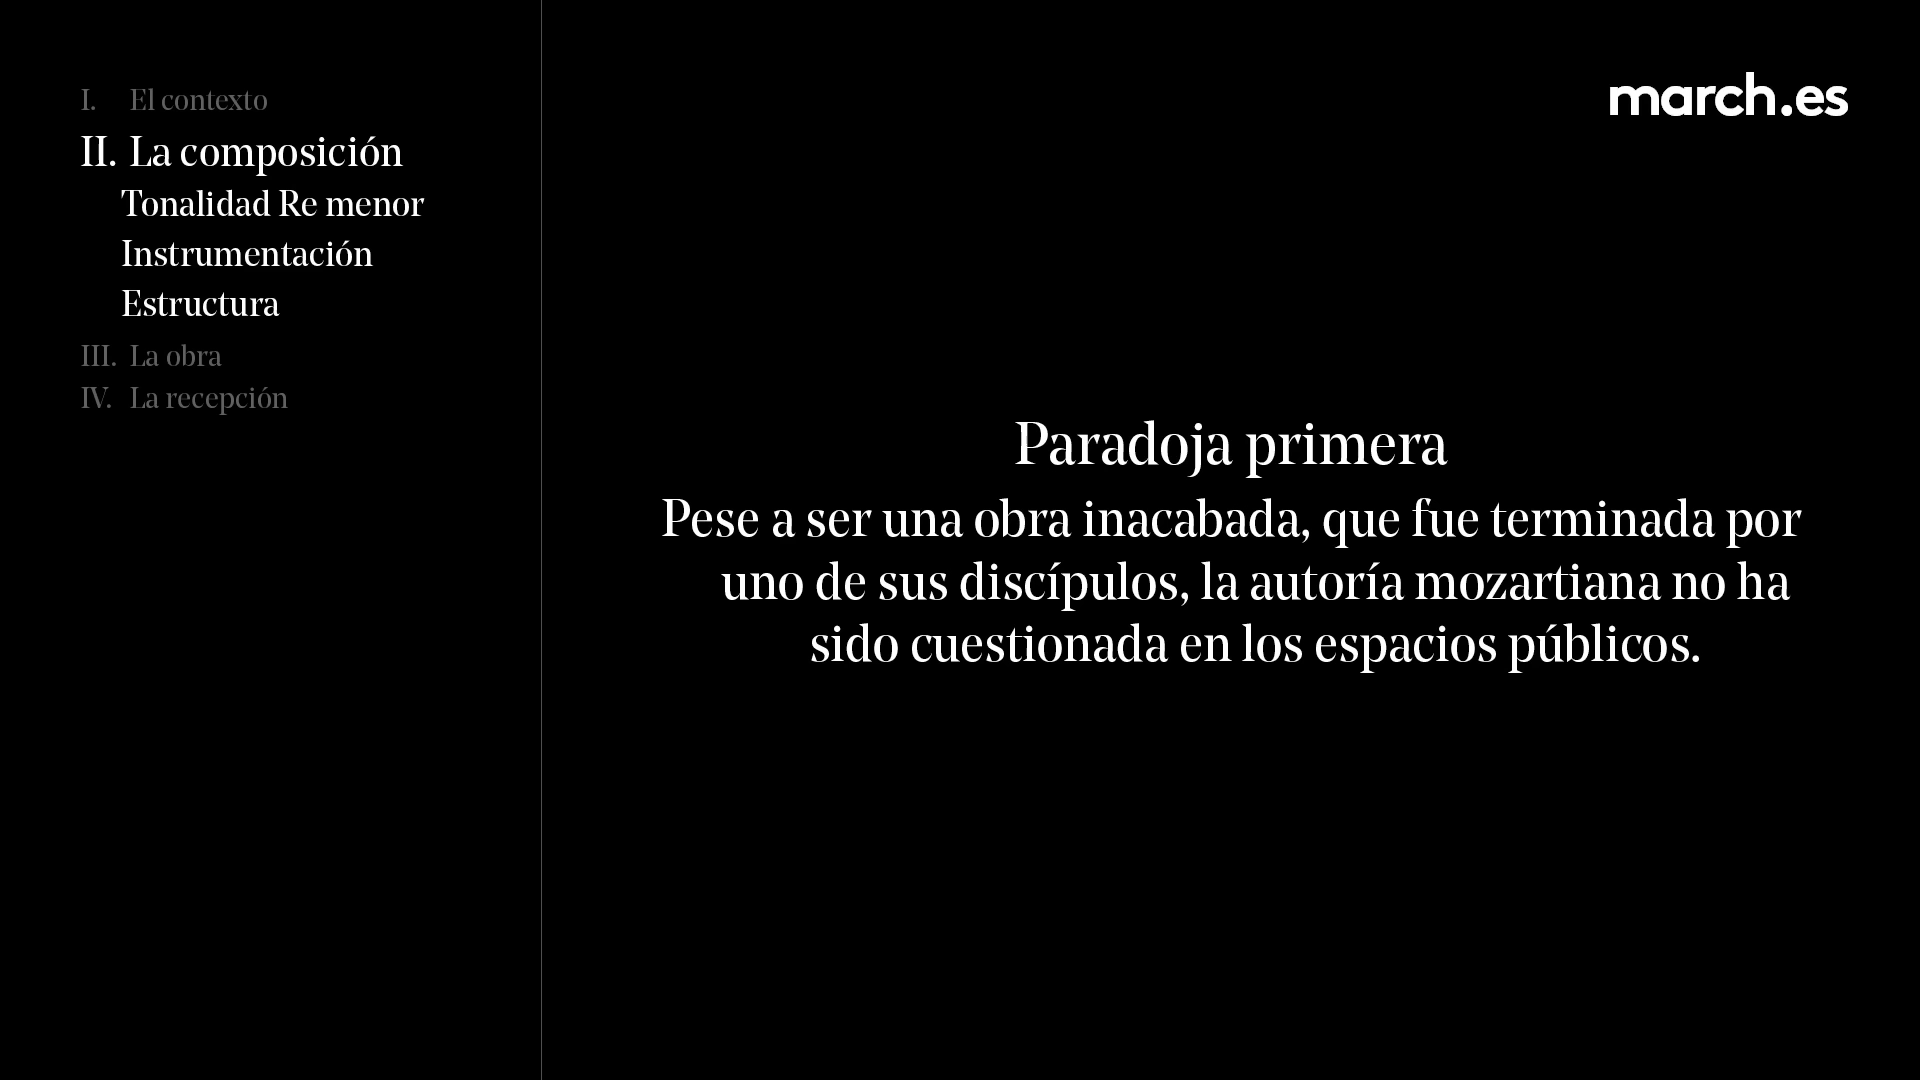 I. El contexto
II. La composición
Tonalidad Re menor
Instrumentación
Estructura
III. La obra
IV. La recepción
march.es
Paradoja primera
Pese a ser una obra inacabada, que fue terminada por
uno de sus discípulos, la autoría mozartiana no ha
sido cuestionada en los espacios públicos.